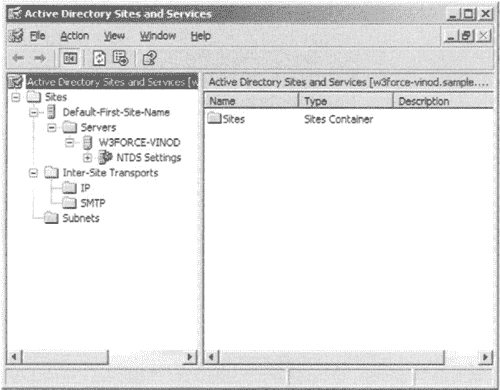 Active Directory Sites and Services
File Action View Window Help
Active Directory Sites and Services [w
Sites
Default-First-Site-Name
Servers
W3FORCE-VINOD
NTDS Settings
Inter-Site Transports
IP
SMTP
Subnets
Active Directory Sites and Services [w3force-vinod.sample....
Name Type Description
Sites Sites Container